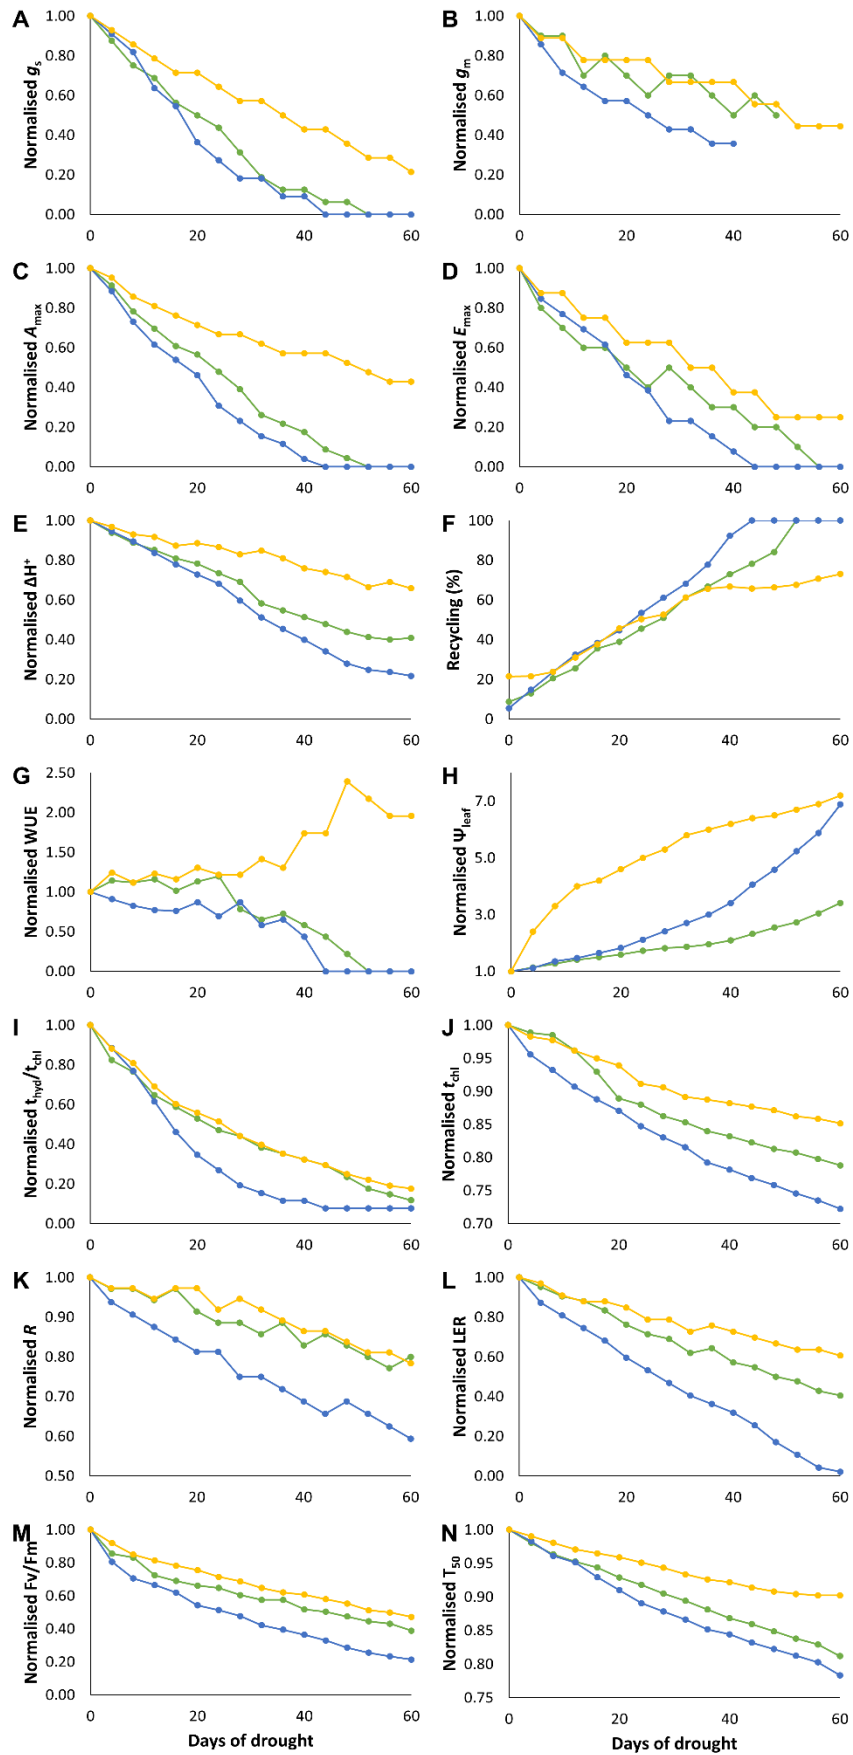 A
Normalised gs
1.00
0.80
0.60
0.40
0.20
0.00
0 20 40 60
B
Normalised gm
1.00
0.80
0.60
0.40
0.20
0.00
0 20 40 60
C
Normalised Amax
1.00
0.80
0.60
0.40
0.20
0.00
0 20 40 60
D
Normalised Emax
1.00
0.80
0.60
0.40
0.20
0.00
0 20 40 60
E
Normalised ΔH+
1.00
0.80
0.60
0.40
0.20
0.00
0 20 40 60
F
Recycling (%)
100
80
60
40
20
0
0 20 40 60
G
Normalised WUE
2.50
2.00
1.50
1.00
0.50
0.00
0 20 40 60
H
Normalised Ψleaf
7.0
5.0
3.0
1.0
0 20 40 60
I
Normalised thyd/tchl
1.00
0.80
0.60
0.40
0.20
0.00
0 20 40 60
J
Normalised tchl
1.00
0.95
0.90
0.85
0.80
0.75
0.70
0 20 40 60
K
Normalised R
1.00
0.90
0.80
0.70
0.60
0.50
0 20 40 60
L
Normalised LER
1.00
0.80
0.60
0.40
0.20
0.00
0 20 40 60
M
Normalised Fv/Fm
1.00
0.80
0.60
0.40
0.20
0.00
0 20 40 60
Days of drought
N
Normalised T50
1.00
0.95
0.90
0.85
0.80
0.75
0 20 40 60
Days of drought